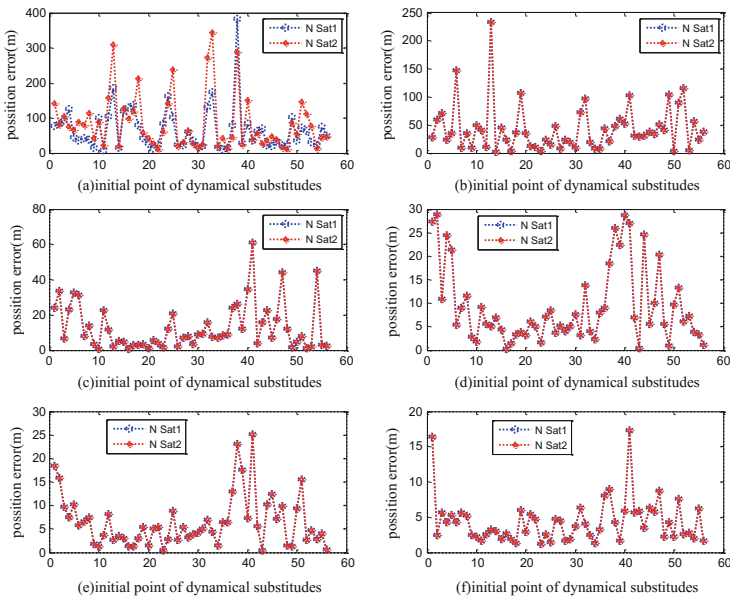 400
300
200
100
0
possition error(m)
N Sat1
N Sat2
0 10 20 30 40 50 60
(a)initial point of dynamical substitudes
250
200
150
100
50
0
possition error(m)
N Sat1
N Sat2
0 10 20 30 40 50 60
(b)initial point of dynamical substitudes
80
60
40
20
0
possition error(m)
N Sat1
N Sat2
0 10 20 30 40 50 60
(c)initial point of dynamical substitudes
30
25
20
15
10
5
0
possition error(m)
N Sat1
N Sat2
0 10 20 30 40 50 60
(d)initial point of dynamical substitudes
30
25
20
15
10
5
0
possition error(m)
N Sat1
N Sat2
0 10 20 30 40 50 60
(e)initial point of dynamical substitudes
20
15
10
5
0
possition error(m)
N Sat1
N Sat2
0 10 20 30 40 50 60
(f)initial point of dynamical substitudes